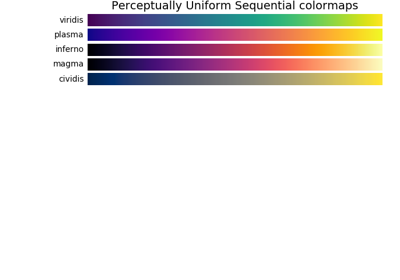 Perceptually Uniform Sequential colormaps
viridis
plasma
inferno
magma
cividis